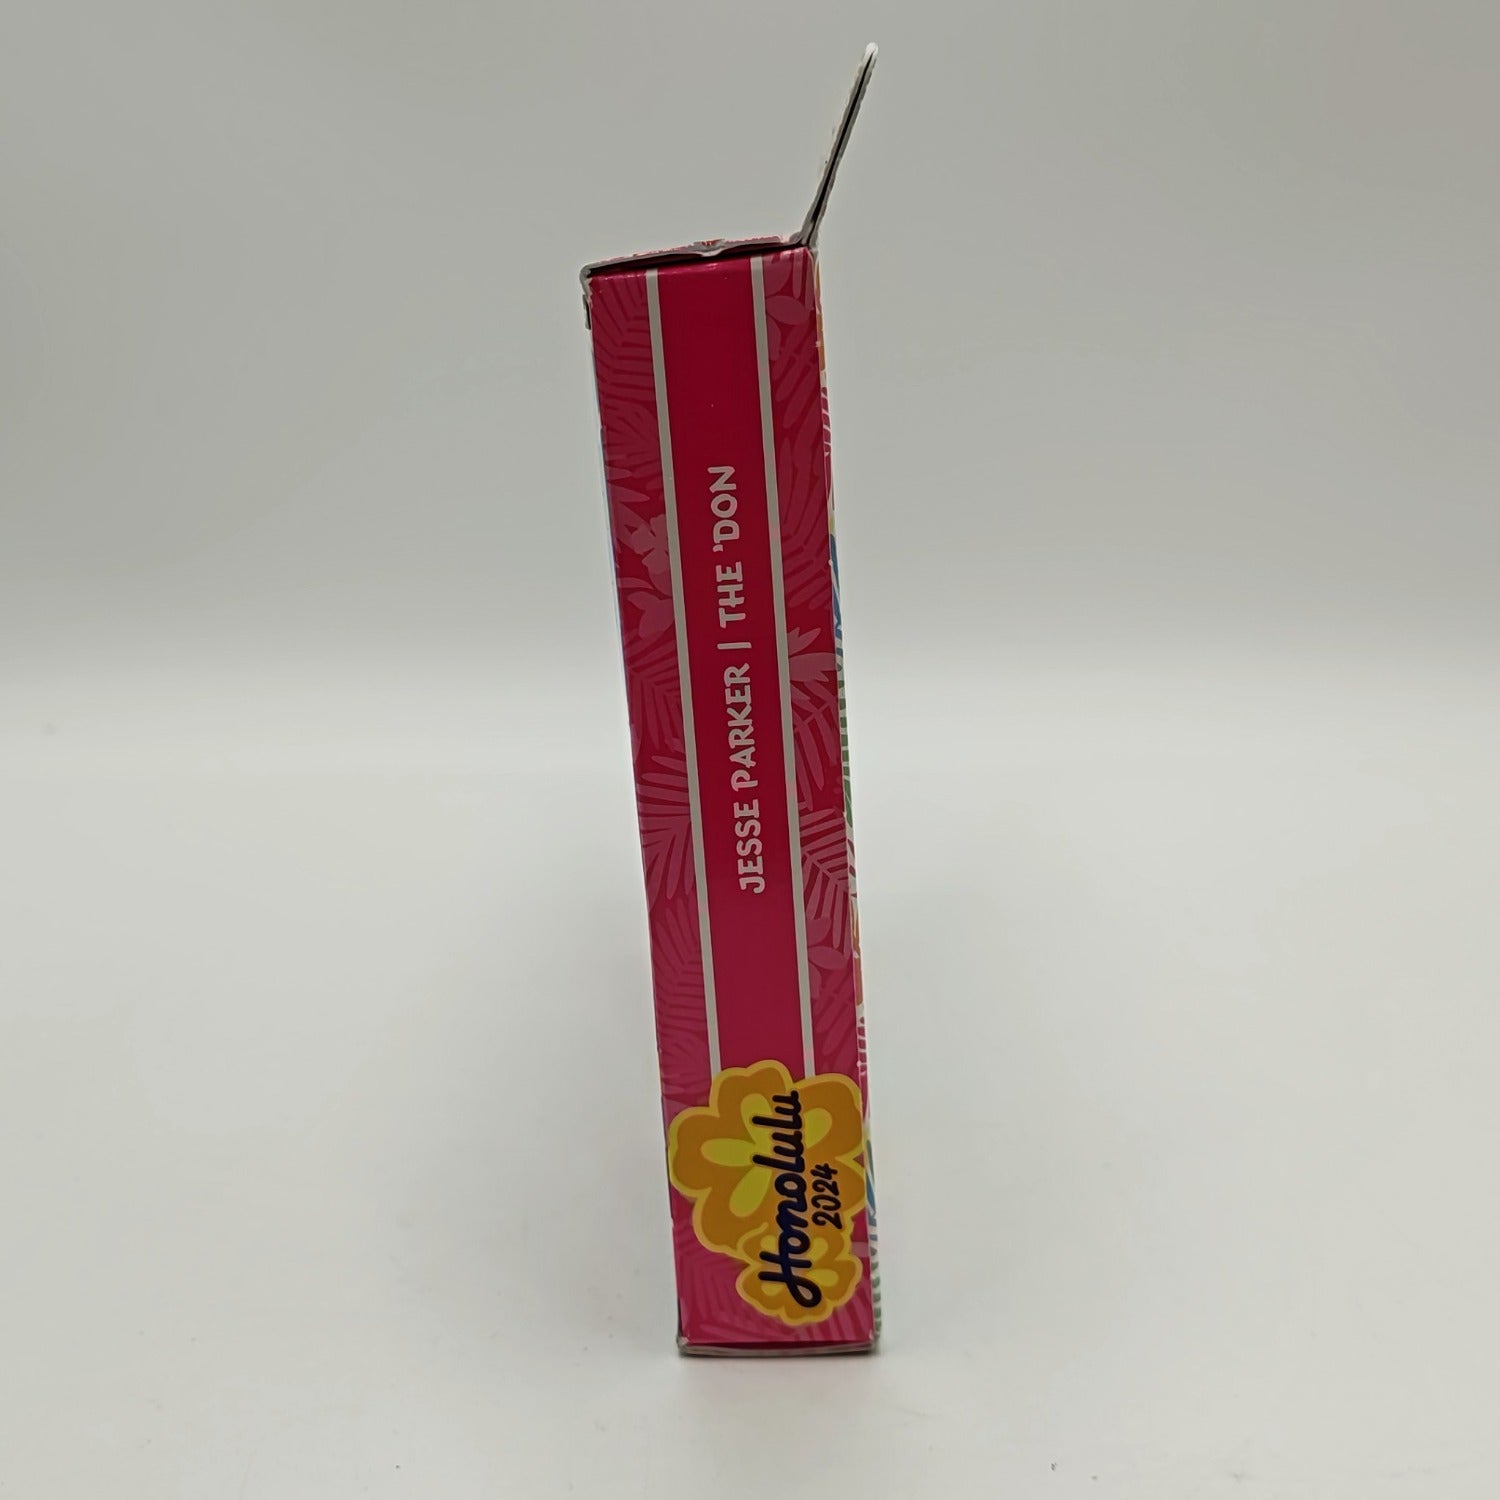 JESSE PARKER | THE 'DON
Honolulu
2024